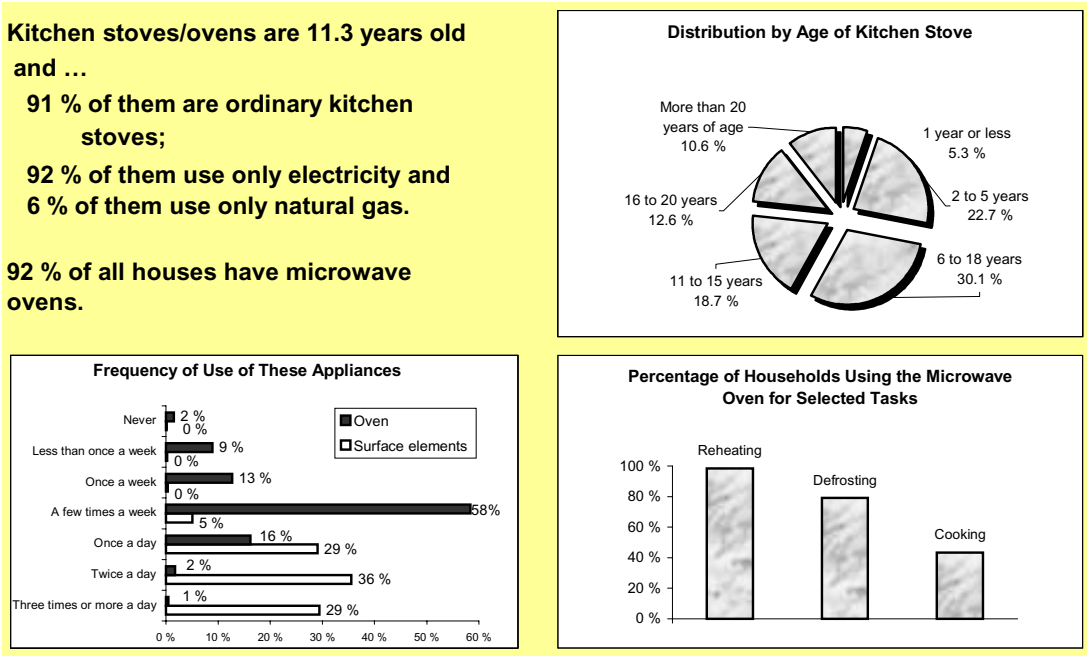 Kitchen stoves/ovens are 11.3 years old
and …
91 % of them are ordinary kitchen
stoves;
92 % of them use only electricity and
6 % of them use only natural gas.
92 % of all houses have microwave
ovens.
Distribution by Age of Kitchen Stove
More than 20
years of age
10.6 %
1 year or less
5.3 %
2 to 5 years
22.7 %
6 to 18 years
30.1 %
11 to 15 years
18.7 %
16 to 20 years
12.6 %
Frequency of Use of These Appliances
Oven
Surface elements
Never
2 %
0 %
Less than once a week
9 %
0 %
Once a week
13 %
0 %
A few times a week
58%
5 %
Once a day
16 %
29 %
Twice a day
2 %
36 %
Three times or more a day
1 %
29 %
0 % 10 % 20 % 30 % 40 % 50 % 60 %
Percentage of Households Using the Microwave
Oven for Selected Tasks
Reheating
Defrosting
Cooking
100 %
80 %
60 %
40 %
20 %
0 %